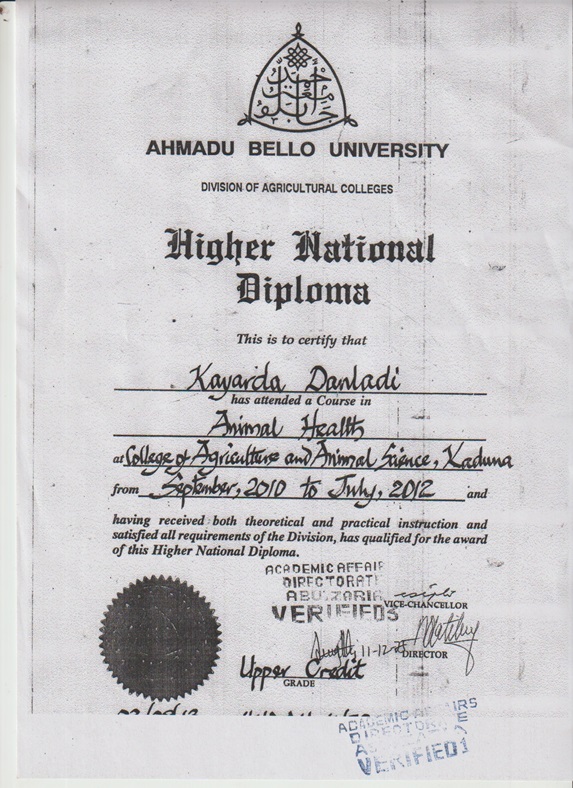 AHMADU BELLO UNIVERSITY
DIVISION OF AGRICULTURAL COLLEGES
Higher National
Diploma
This is to certify that
Kayarda Danladi
has attended a Course in
Animal Health
at College of Agriculture and Animal Science, Kaduna
from September, 2010 to July, 2012 and
having received both theoretical and practical instruction and
satisfied all requirements of the Division, has qualified for the award
of this Higher National Diploma.
ACADEMIC AFFAIR
DIRECTORATE
ABU. ZARIA
VICE-CHANCELLOR
VERIFIED
DIRECTOR
Upper Credit
GRADE
ACADEMIC AFFAIRS
VERIFIED